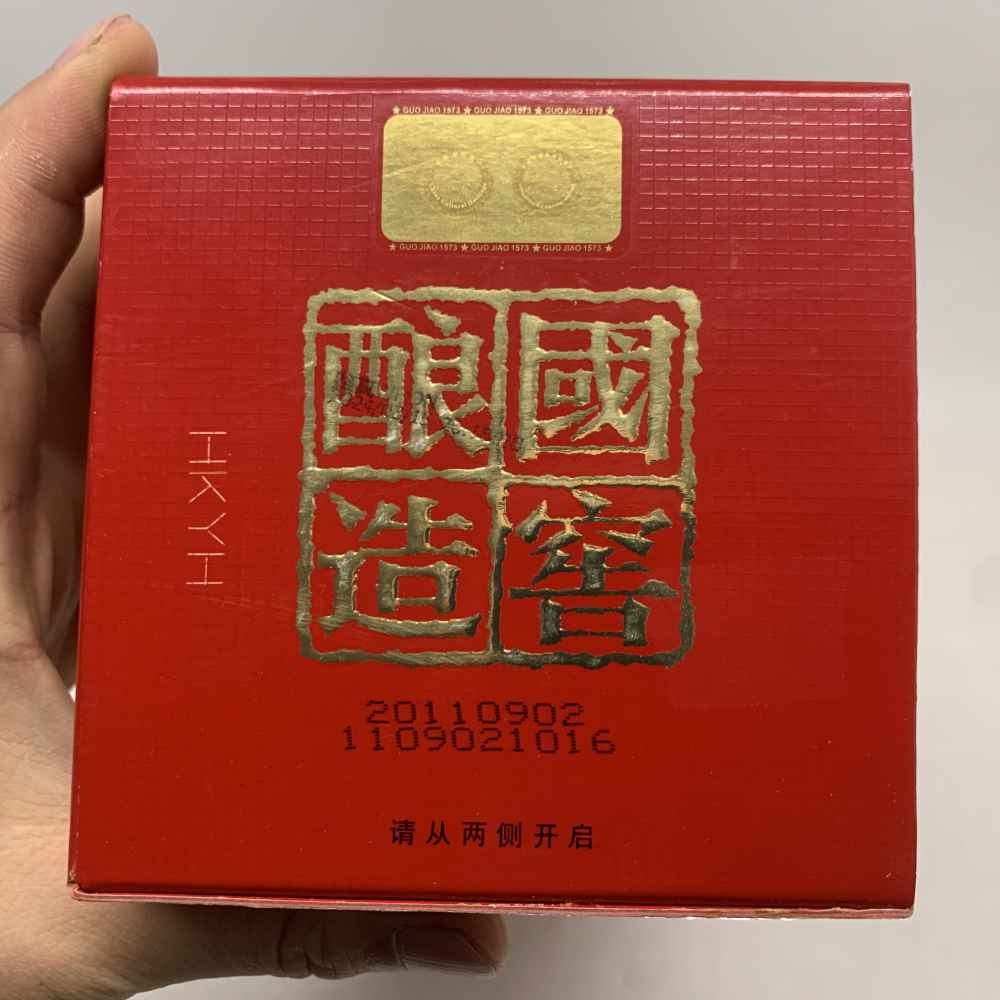 ★ GUO JIAO 1573 ★ GUO JIAO 1573 ★ GUO JIAO 1573 ★
★ GUO JIAO 1573 ★ GUO JIAO 1573 ★ GUO JIAO 1573 ★
國窖
酿造
HKYH
20110902
1109021016
请从两侧开启